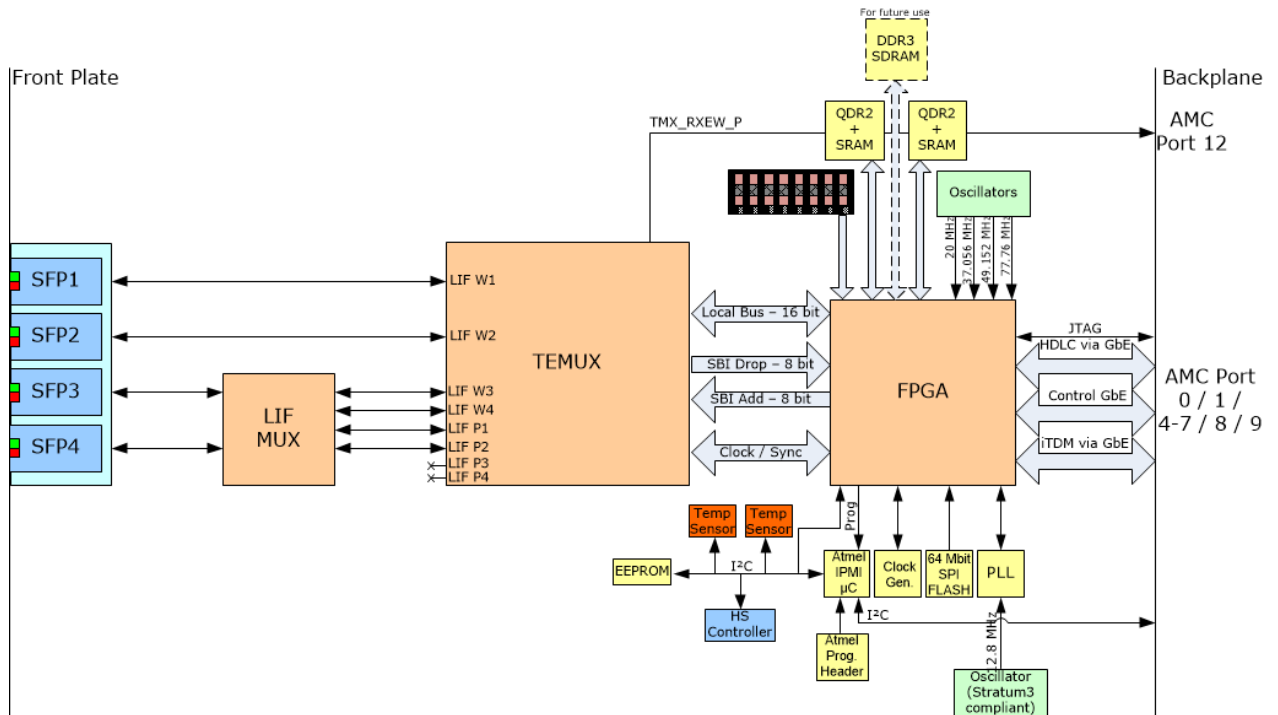 For future use
DDR3
SDRAM
Front Plate
Backplane
TMX_RXEW_P
QDR2
+
SRAM
QDR2
+
SRAM
AMC
Port 12
Oscillators
20 MHz
37.056 MHz
49.152 MHz
77.76 MHz
SFP1
SFP2
SFP3
SFP4
LIF
MUX
LIF W1
LIF W2
LIF W3
LIF W4
LIF P1
LIF P2
LIF P3
LIF P4
TEMUX
Local Bus – 16 bit
SBI Drop – 8 bit
SBI Add – 8 bit
Clock / Sync
FPGA
JTAG
HDLC via GbE
Control GbE
iTDM via GbE
AMC Port
0 / 1 /
4-7 / 8 / 9
Temp
Sensor
Temp
Sensor
Prog
EEPROM
I²C
Atmel
IPMI
µC
Clock
Gen.
64 Mbit
SPI
FLASH
PLL
HS
Controller
I²C
Atmel
Prog.
Header
12.8 MHz
Oscillator
(Stratum3
compliant)